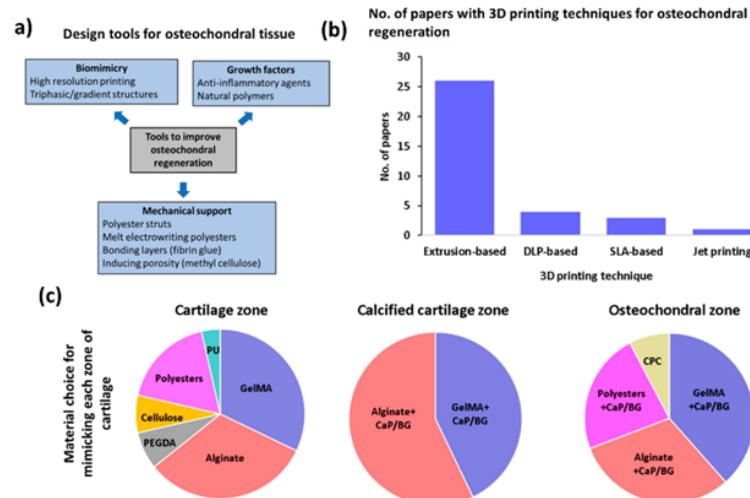 a)
Design tools for osteochondral tissue
Biomimicry
High resolution printing
Triphasic/gradient structures
Growth factors
Anti-inflammatory agents
Natural polymers
Tools to improve
osteochondral
regeneration
Mechanical support
Polyester struts
Melt electrowriting polyesters
Bonding layers (fibrin glue)
Inducing porosity (methyl cellulose)
(b)
No. of papers with 3D printing techniques for osteochondral
regeneration
No. of papers
30
25
20
15
10
5
0
Extrusion-based
DLP-based
SLA-based
Jet printing
3D printing technique
(c)
Material choice for
mimicking each zone of
cartilage
Cartilage zone
PU
GelMA
Polyesters
Cellulose
PEGDA
Alginate
Calcified cartilage zone
Alginate+
CaP/BG
GelMA+
CaP/BG
Osteochondral zone
CPC
GelMA
+CaP/BG
Polyesters
+CaP/BG
Alginate
+CaP/BG